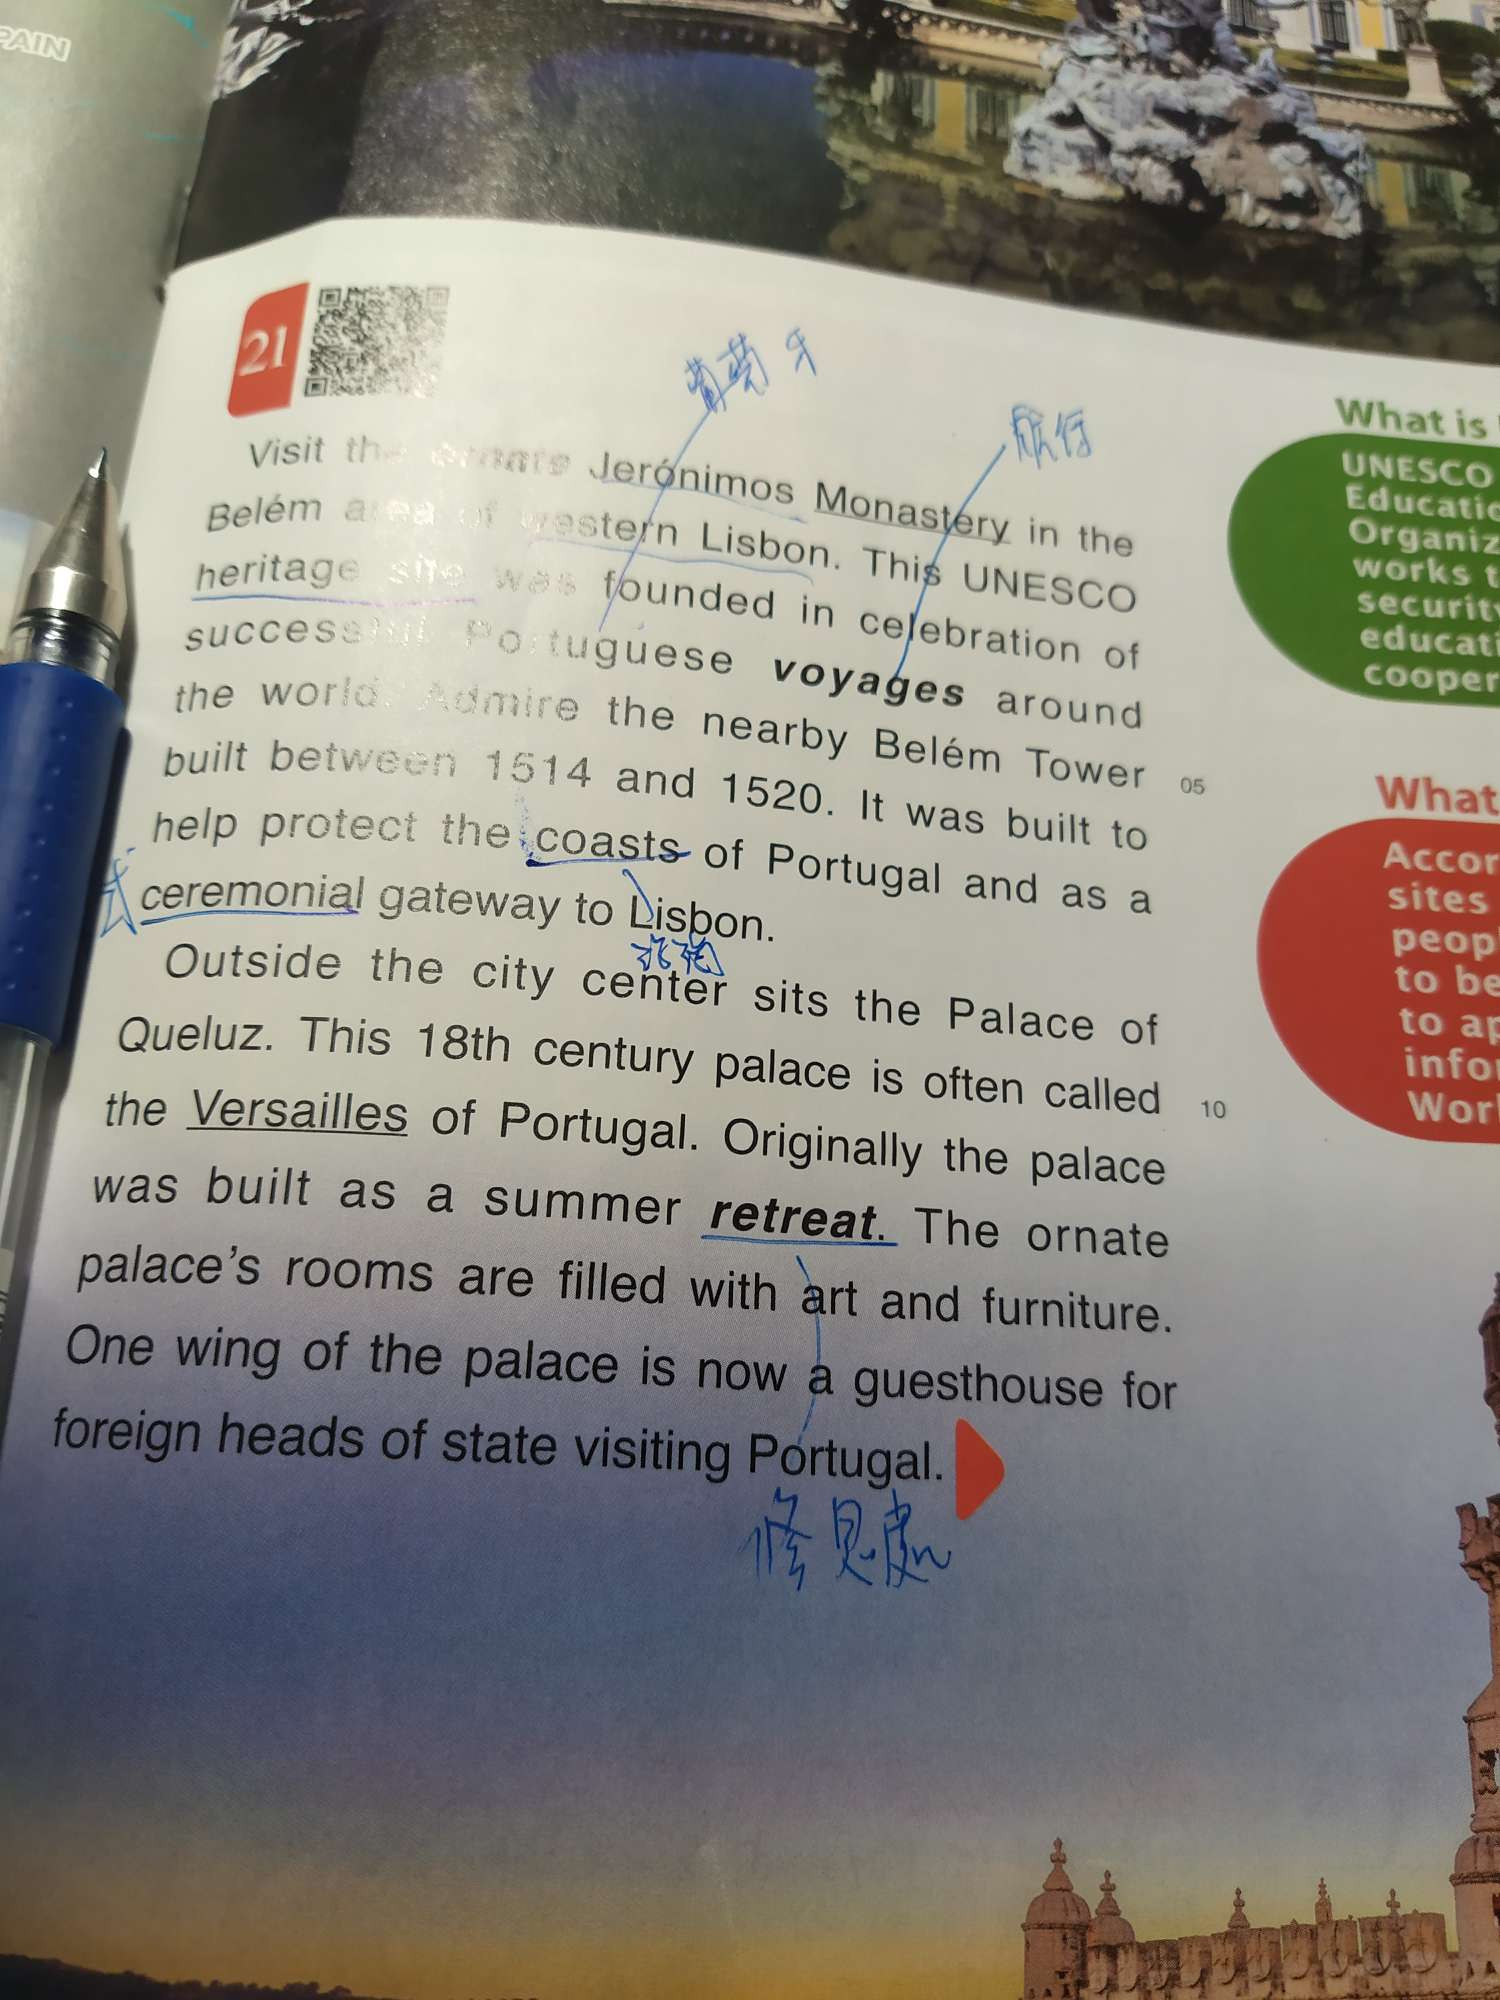 PAIN
21
葡萄牙
航行
Visit the ornate Jerónimos Monastery in the
Belém area of western Lisbon. This UNESCO
heritage site was founded in celebration of
successful Portuguese voyages around
the world. Admire the nearby Belém Tower 05
built between 1514 and 1520. It was built to
help protect the coasts of Portugal and as a
式 ceremonial gateway to Lisbon.
Outside the city center sits the Palace of
Queluz. This 18th century palace is often called 10
the Versailles of Portugal. Originally the palace
was built as a summer retreat. The ornate
palace's rooms are filled with art and furniture.
One wing of the palace is now a guesthouse for
foreign heads of state visiting Portugal.
What is
UNESCO
Educatio
Organiz
works t
security
educati
cooper
What
Accor
sites
peop
to be
to ap
infor
Worl